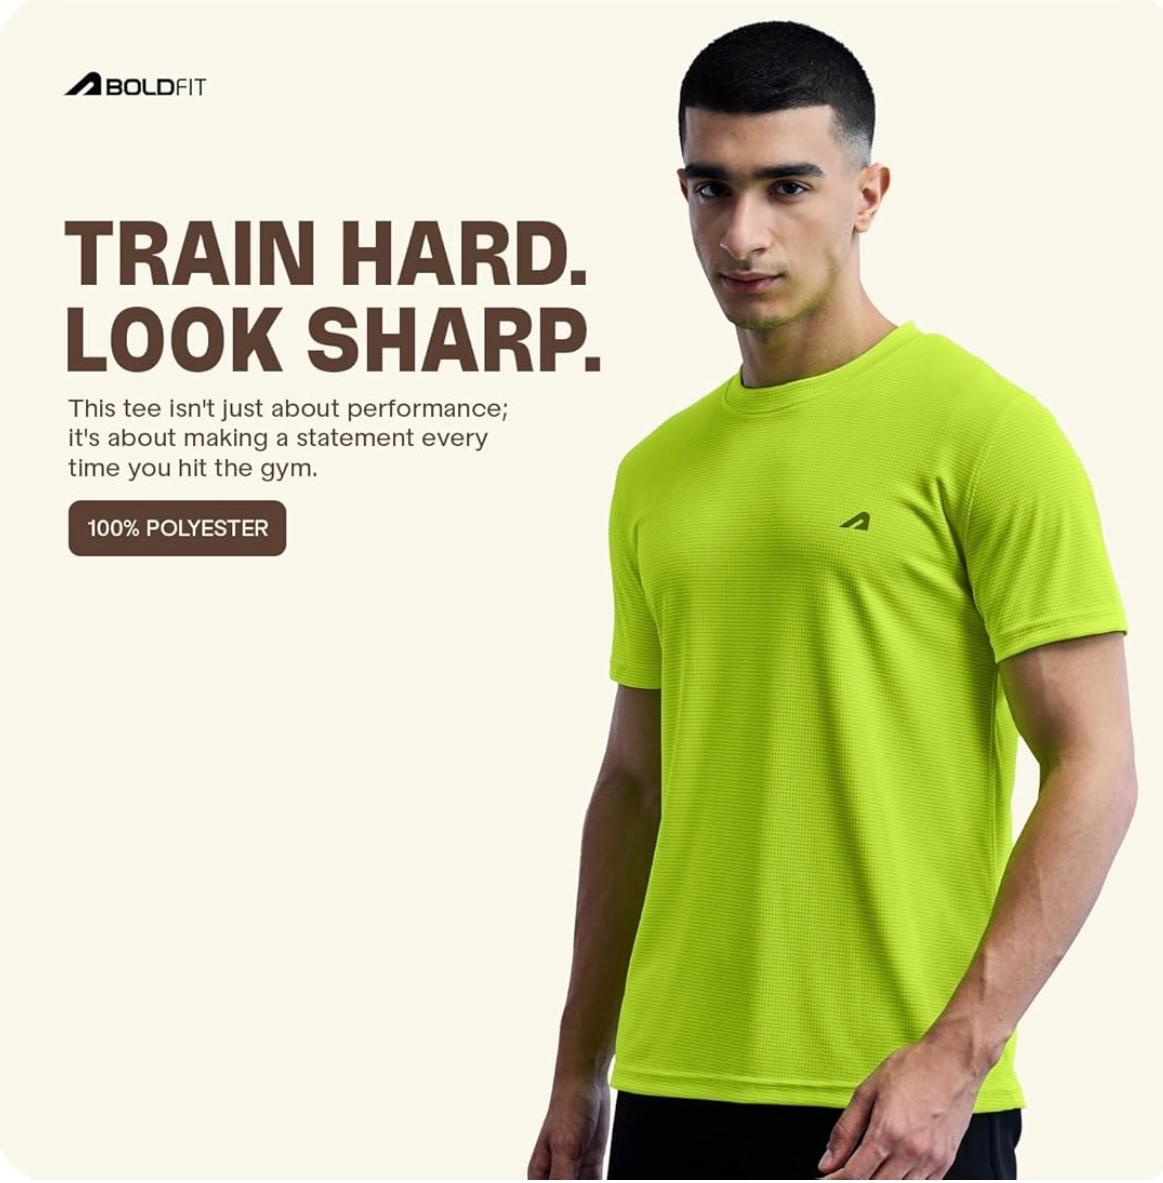 BOLDFIT
TRAIN HARD.
LOOK SHARP.
This tee isn't just about performance;
it's about making a statement every
time you hit the gym.
100% POLYESTER